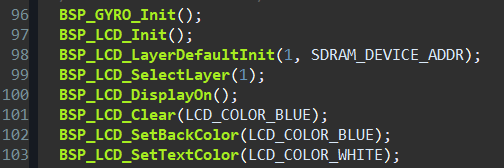 96 BSP_GYRO_Init();
97 BSP_LCD_Init();
98 BSP_LCD_LayerDefaultInit(1, SDRAM_DEVICE_ADDR);
99 BSP_LCD_SelectLayer(1);
100 BSP_LCD_DisplayOn();
101 BSP_LCD_Clear(LCD_COLOR_BLUE);
102 BSP_LCD_SetBackColor(LCD_COLOR_BLUE);
103 BSP_LCD_SetTextColor(LCD_COLOR_WHITE);